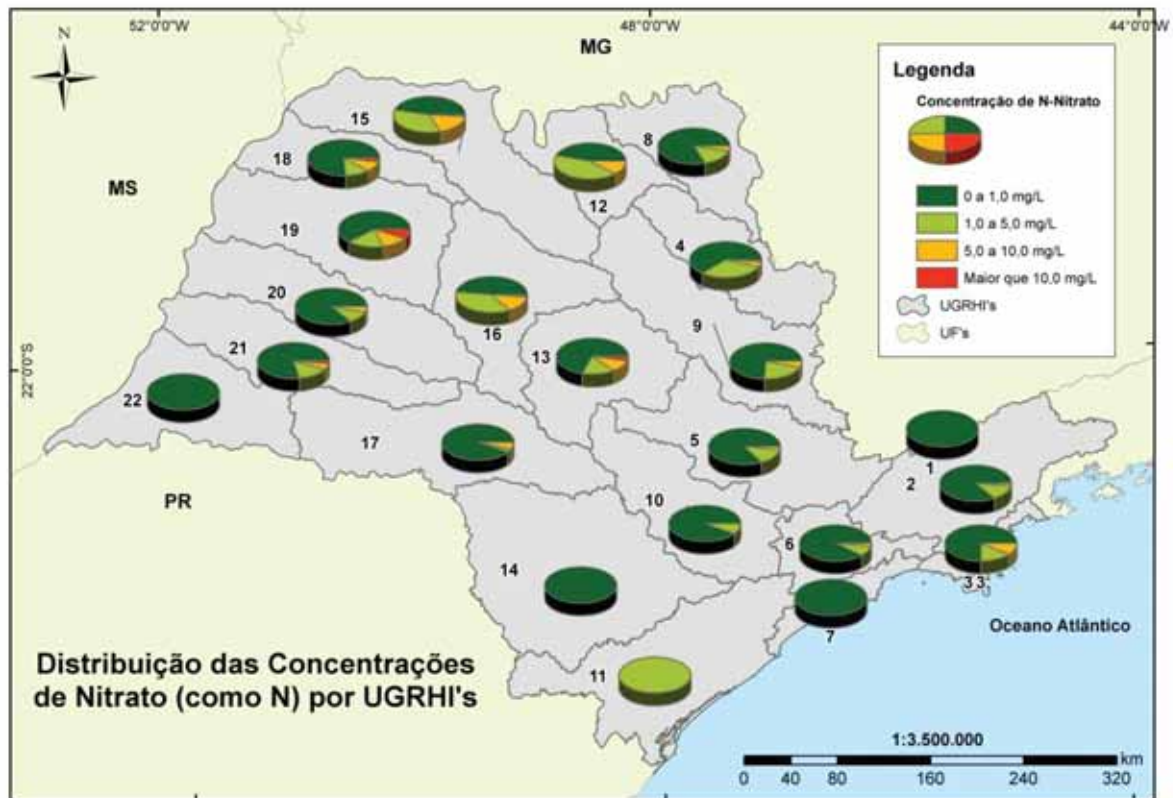 52°0'0"W
48°0'0"W
44°0'0"W
N
MG
Legenda
Concentração de N-Nitrato
0 a 1,0 mg/L
1,0 a 5,0 mg/L
5,0 a 10,0 mg/L
Maior que 10,0 mg/L
UGRHI's
UF's
15
8
18
MS
12
19
4
20
9
16
21
13
22°0'0"S
22
17
5
1
2
PR
10
6
14
3 3
7
Oceano Atlântico
11
Distribuição das Concentrações
de Nitrato (como N) por UGRHI's
1:3.500.000
km
0 40 80 160 240 320